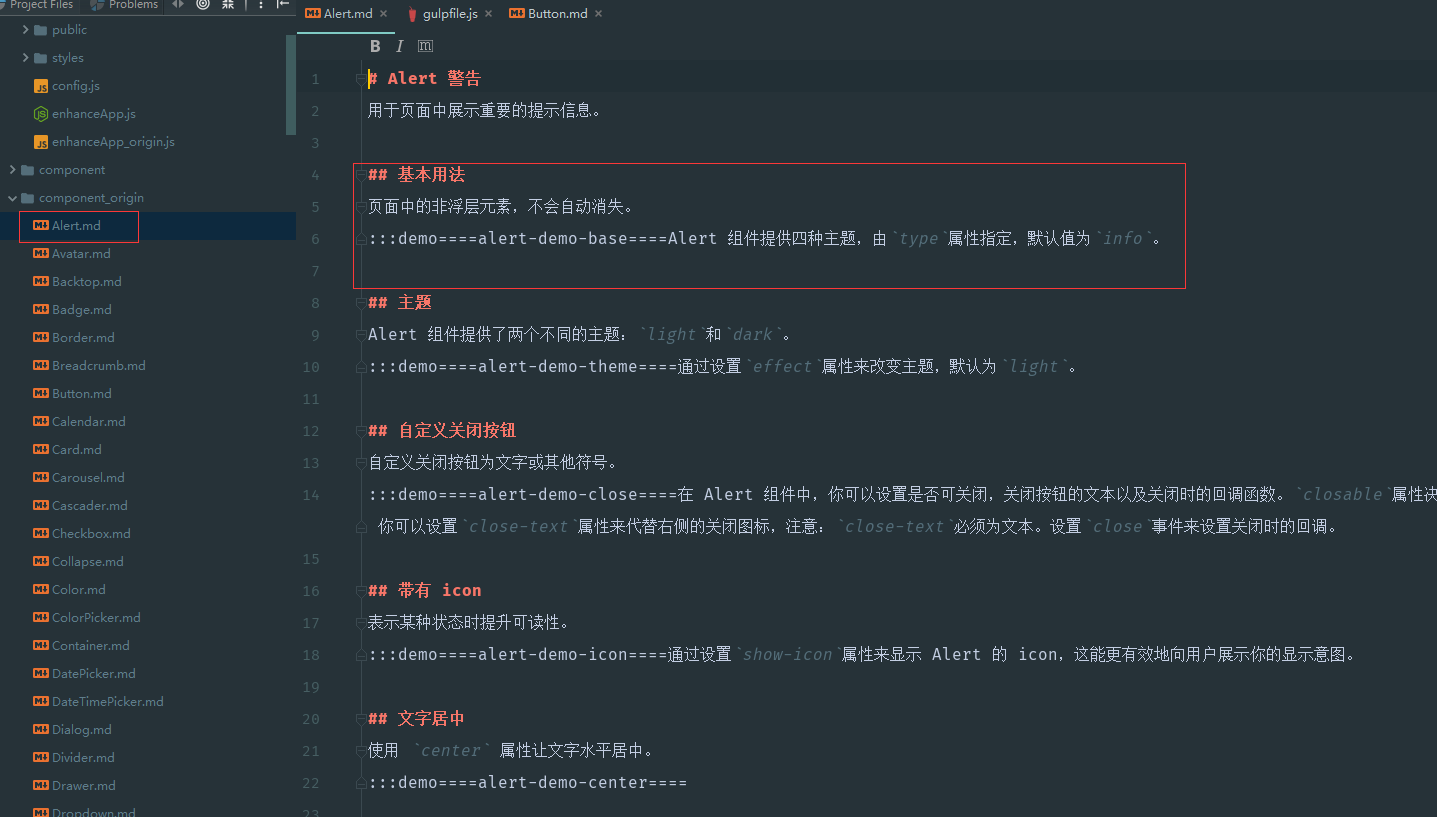 Project Files
Problems
public
styles
config.js
enhanceApp.js
enhanceApp_origin.js
component
component_origin
Alert.md
Avatar.md
Backtop.md
Badge.md
Border.md
Breadcrumb.md
Button.md
Calendar.md
Card.md
Carousel.md
Cascader.md
Checkbox.md
Collapse.md
Color.md
ColorPicker.md
Container.md
DatePicker.md
DateTimePicker.md
Dialog.md
Divider.md
Drawer.md
Dropdown.md
Alert.md
gulpfile.js
Button.md
B I m
1 # Alert 警告
2 用于页面中展示重要的提示信息。
3
4 ## 基本用法
5 页面中的非浮层元素，不会自动消失。
6 :::demo====alert-demo-base====Alert 组件提供四种主题，由`type`属性指定，默认值为`info`。
7
8 ## 主题
9 Alert 组件提供了两个不同的主题：`light`和`dark`。
10 :::demo====alert-demo-theme====通过设置`effect`属性来改变主题，默认为`light`。
11
12 ## 自定义关闭按钮
13 自定义关闭按钮为文字或其他符号。
14 :::demo====alert-demo-close====在 Alert 组件中，你可以设置是否可关闭，关闭按钮的文本以及关闭时的回调函数。`closable`属性决
你可以设置`close-text`属性来代替右侧的关闭图标，注意：`close-text`必须为文本。设置`close`事件来设置关闭时的回调。
15
16 ## 带有 icon
17 表示某种状态时提升可读性。
18 :::demo====alert-demo-icon====通过设置`show-icon`属性来显示 Alert 的 icon，这能更有效地向用户展示你的显示意图。
19
20 ## 文字居中
21 使用 `center` 属性让文字水平居中。
22 :::demo====alert-demo-center====
23